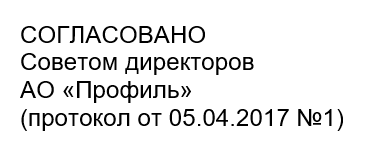 СОГЛАСОВАНО
Советом директоров
АО «Профиль»
(протокол от 05.04.2017 №1)